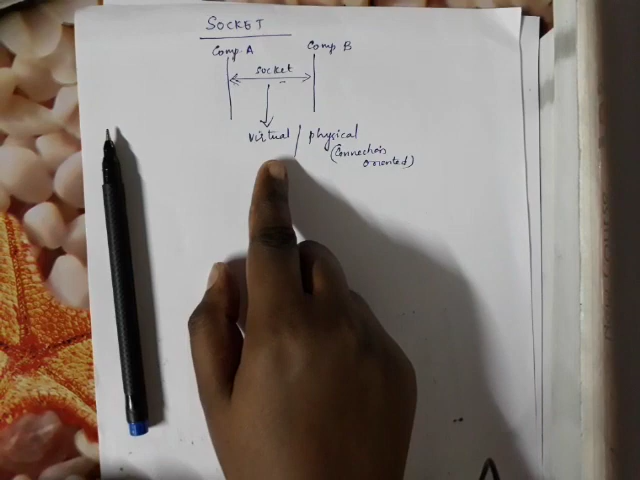 SOCKET
Comp. A Comp. B
socket
virtual / physical
(Connection
oriented)